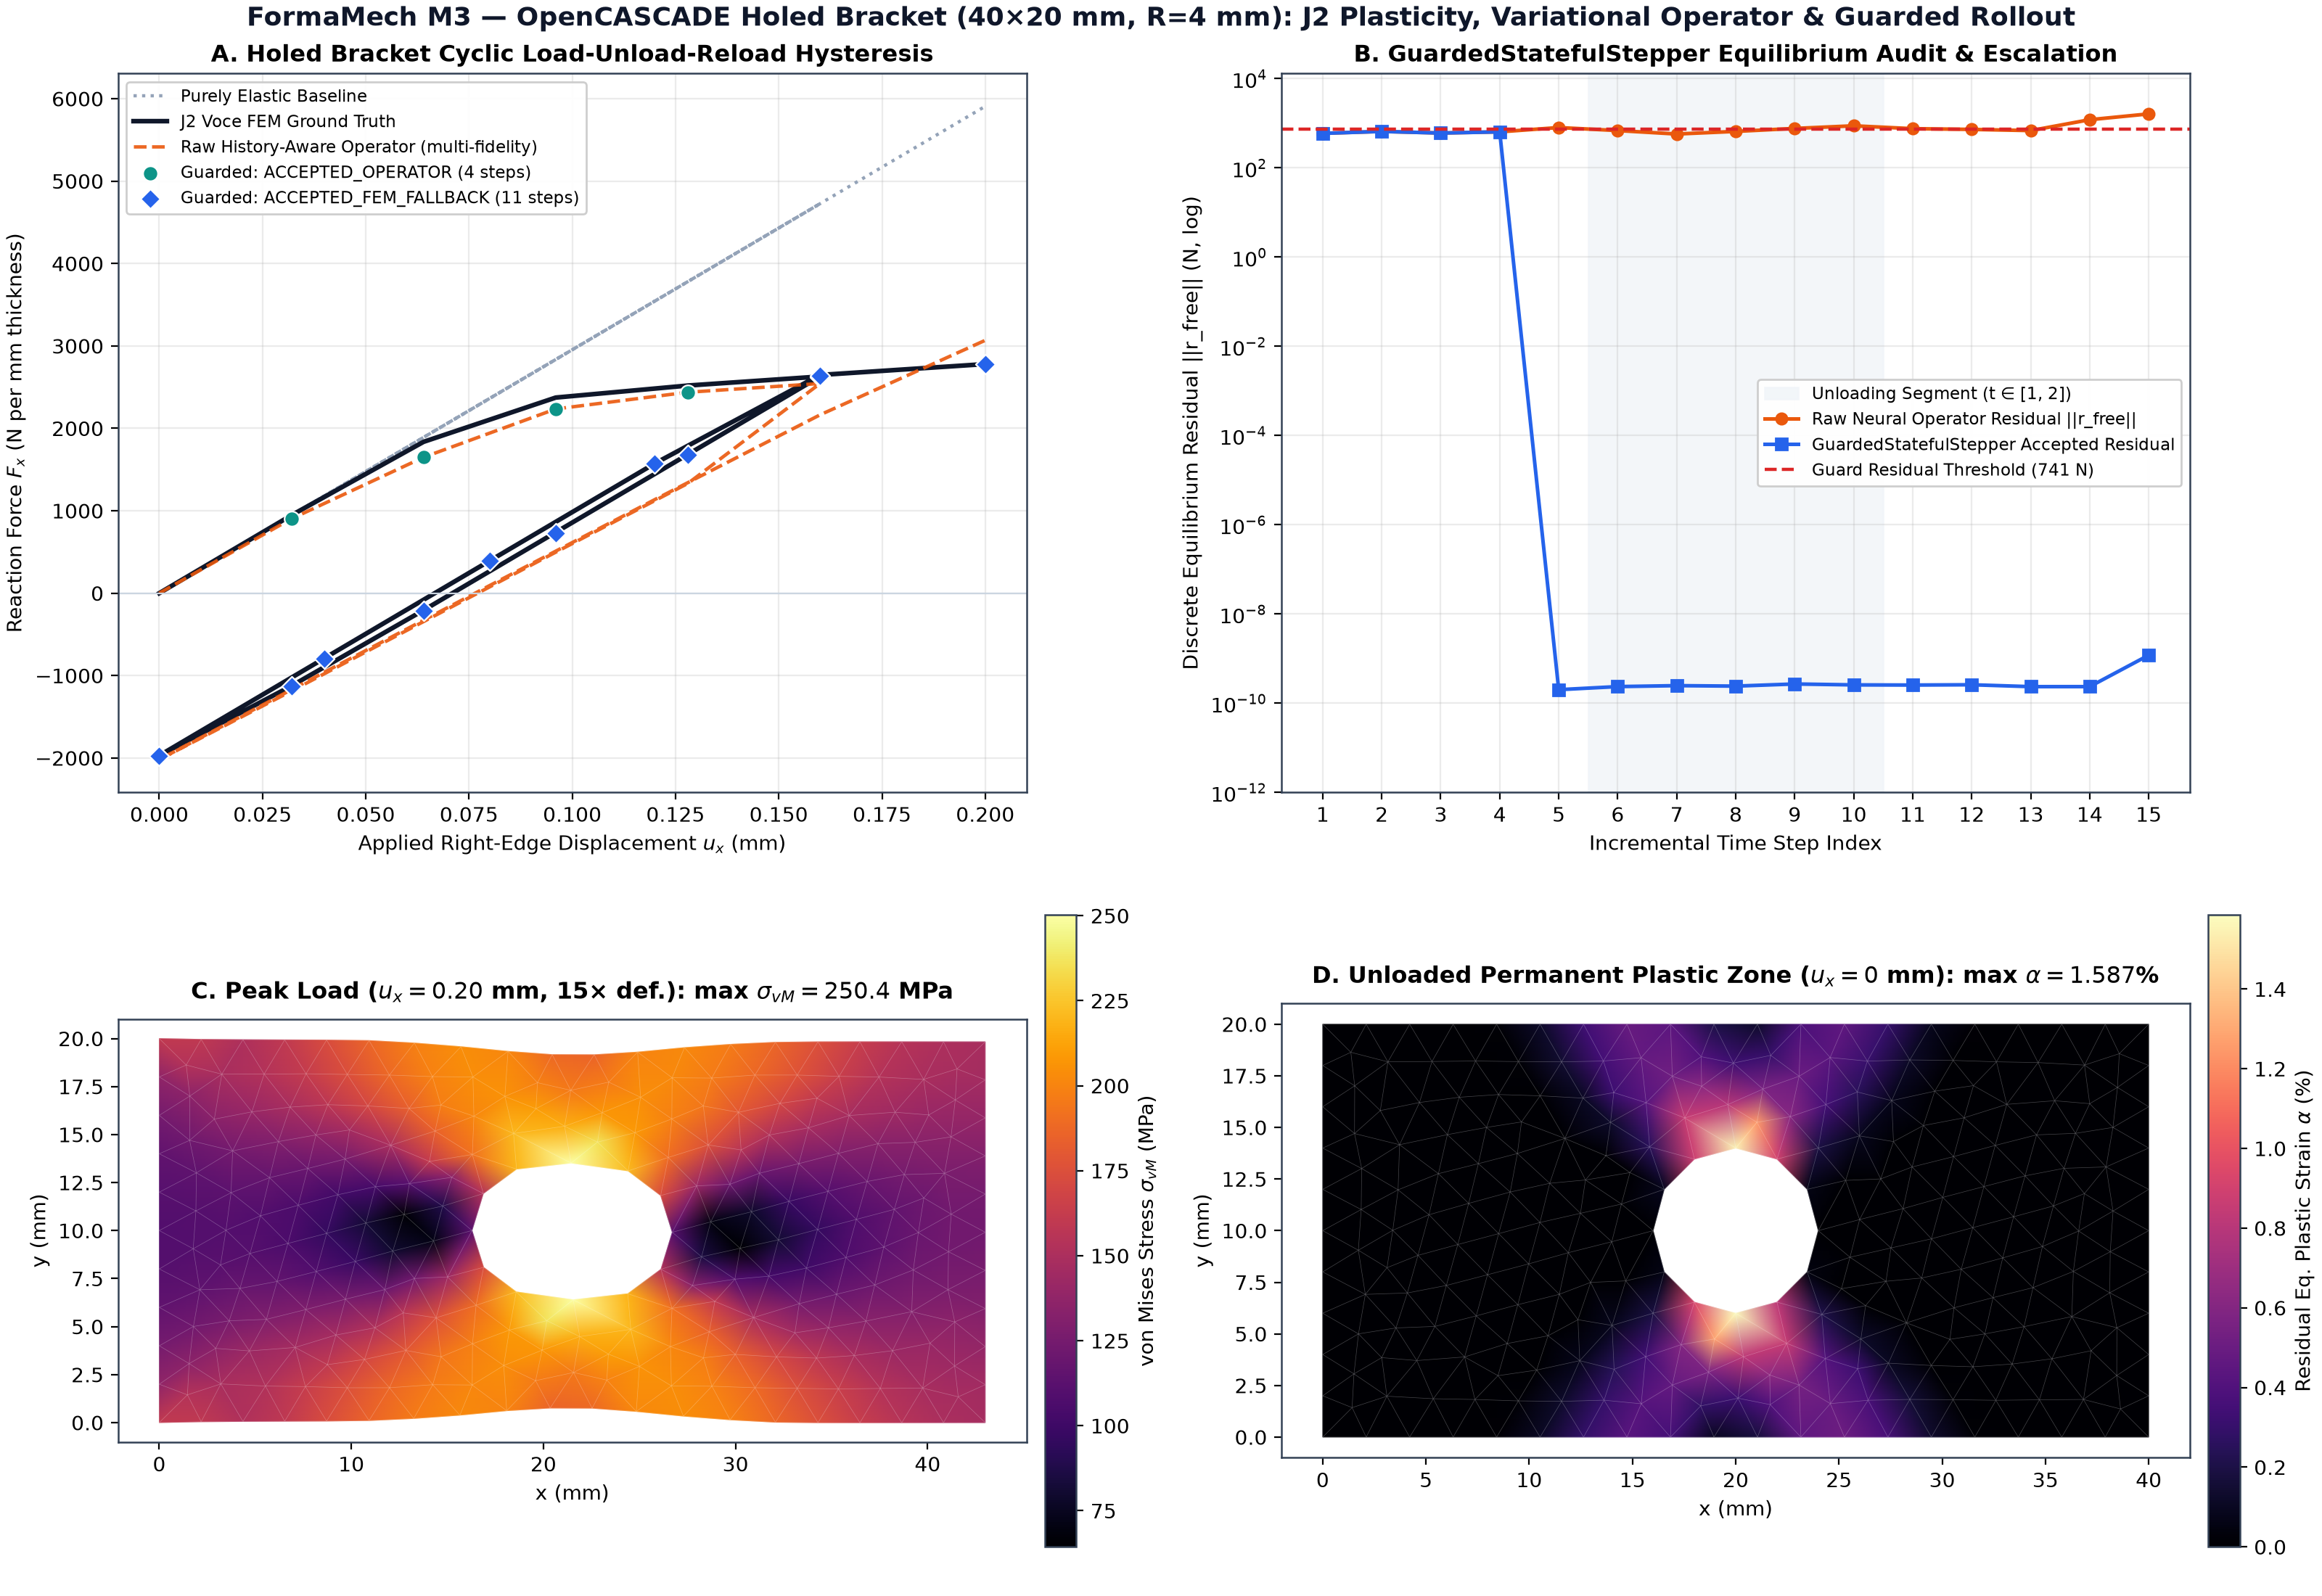 FormaMech M3 — OpenCASCADE Holed Bracket (40×20 mm, R=4 mm): J2 Plasticity, Variational Operator & Guarded Rollout
A. Holed Bracket Cyclic Load-Unload-Reload Hysteresis
Reaction Force Fₓ (N per mm thickness)
6000
5000
4000
3000
2000
1000
0
−1000
−2000
Purely Elastic Baseline
J2 Voce FEM Ground Truth
Raw History-Aware Operator (multi-fidelity)
Guarded: ACCEPTED_OPERATOR (4 steps)
Guarded: ACCEPTED_FEM_FALLBACK (11 steps)
0.000 0.025 0.050 0.075 0.100 0.125 0.150 0.175 0.200
Applied Right-Edge Displacement uₓ (mm)
B. GuardedStatefulStepper Equilibrium Audit & Escalation
Discrete Equilibrium Residual ||r_free|| (N, log)
10⁴
10²
10⁰
10⁻²
10⁻⁴
10⁻⁶
10⁻⁸
10⁻¹⁰
10⁻¹²
Unloading Segment (t ∈ [1, 2])
Raw Neural Operator Residual ||r_free||
GuardedStatefulStepper Accepted Residual
Guard Residual Threshold (741 N)
1 2 3 4 5 6 7 8 9 10 11 12 13 14 15
Incremental Time Step Index
C. Peak Load (uₓ = 0.20 mm, 15× def.): max σ_vM = 250.4 MPa
y (mm)
20.0
17.5
15.0
12.5
10.0
7.5
5.0
2.5
0.0
0 10 20 30 40
x (mm)
250
225
200
175
150
125
100
75
von Mises Stress σ_vM (MPa)
D. Unloaded Permanent Plastic Zone (uₓ = 0 mm): max α = 1.587%
y (mm)
20.0
17.5
15.0
12.5
10.0
7.5
5.0
2.5
0.0
0 5 10 15 20 25 30 35 40
x (mm)
1.4
1.2
1.0
0.8
0.6
0.4
0.2
0.0
Residual Eq. Plastic Strain α (%)